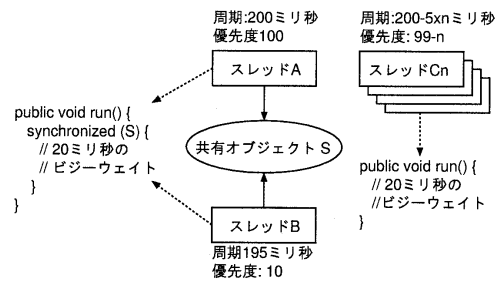 周期:200ミリ秒
優先度100
スレッドA
周期:200-5xnミリ秒
優先度: 99-n
スレッドCn
public void run() {
synchronized (S) {
// 20ミリ秒の
// ビジーウェイト
}
}
共有オブジェクト S
public void run() {
// 20ミリ秒の
//ビジーウェイト
}
スレッドB
周期195ミリ秒
優先度: 10